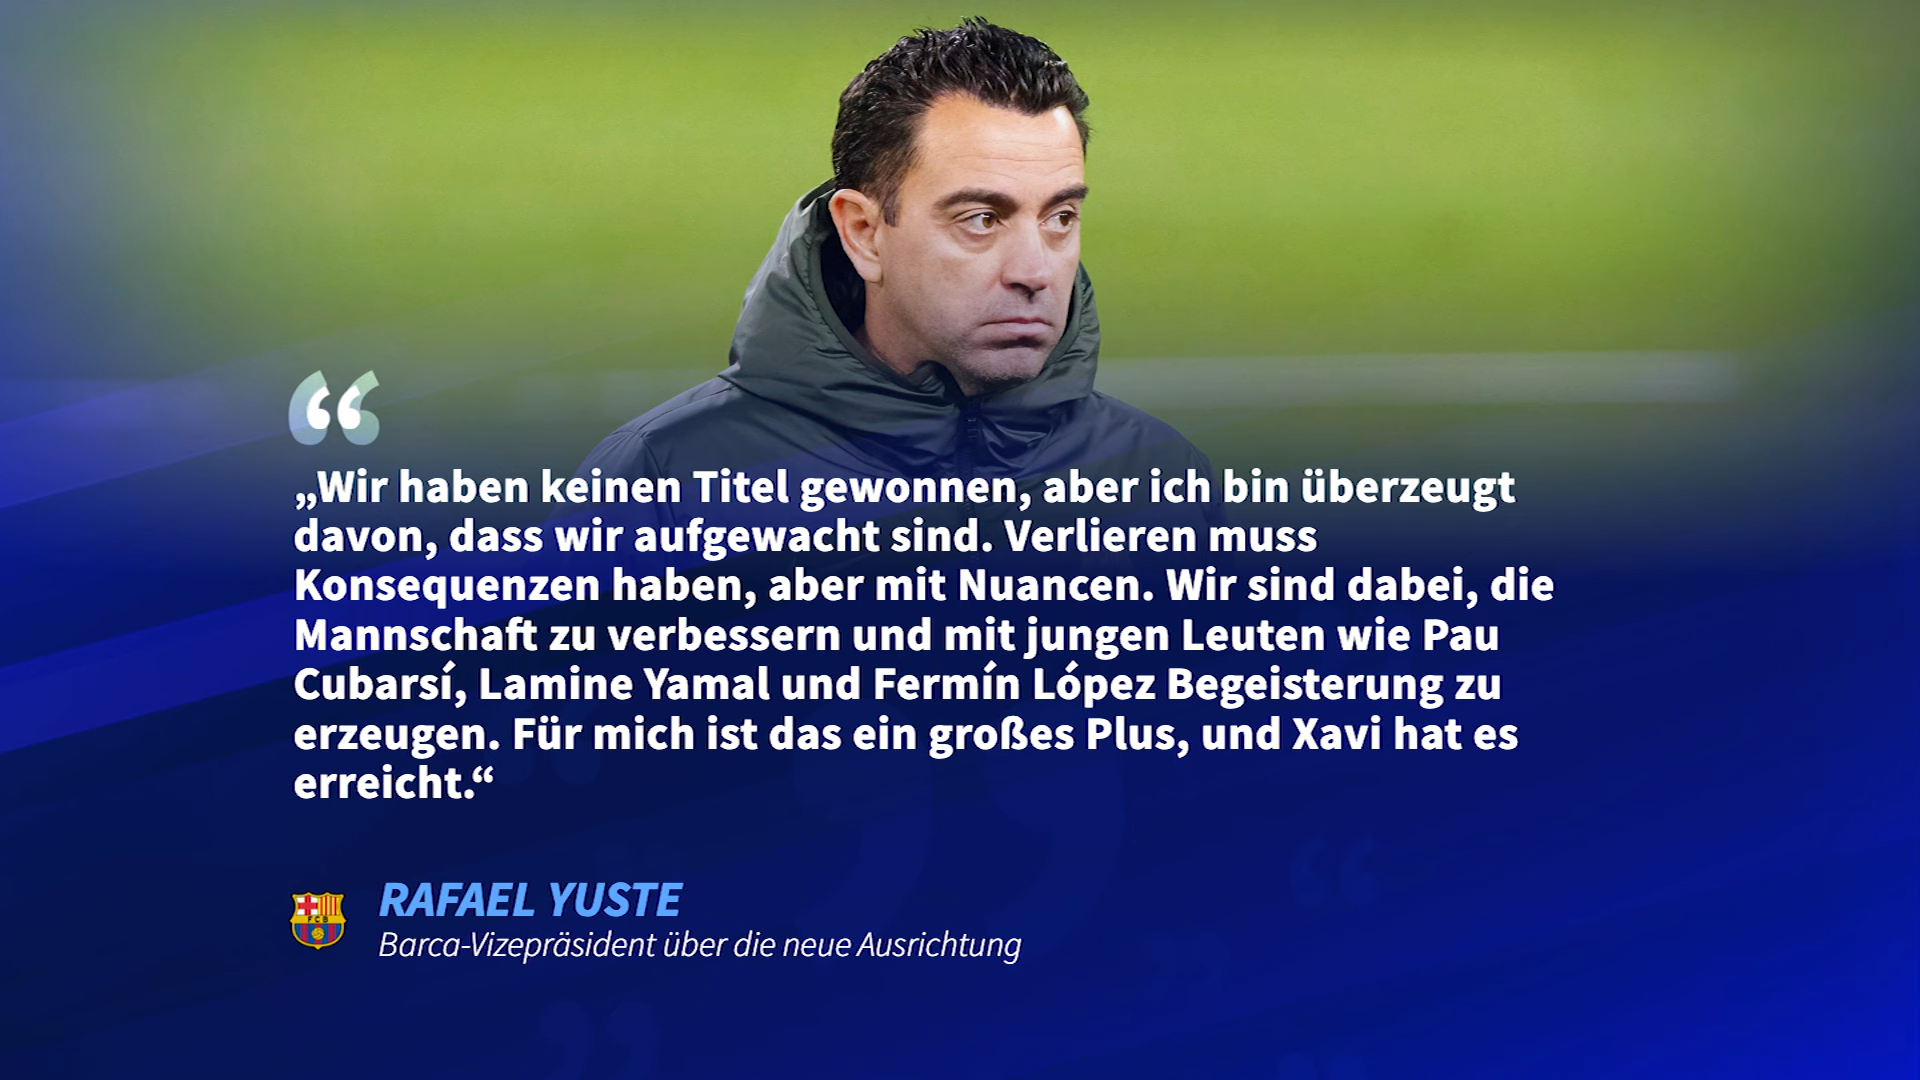 „Wir haben keinen Titel gewonnen, aber ich bin überzeugt
davon, dass wir aufgewacht sind. Verlieren muss
Konsequenzen haben, aber mit Nuancen. Wir sind dabei, die
Mannschaft zu verbessern und mit jungen Leuten wie Pau
Cubarsí, Lamine Yamal und Fermín López Begeisterung zu
erzeugen. Für mich ist das ein großes Plus, und Xavi hat es
erreicht.“
FCB
RAFAEL YUSTE
Barca-Vizepräsident über die neue Ausrichtung